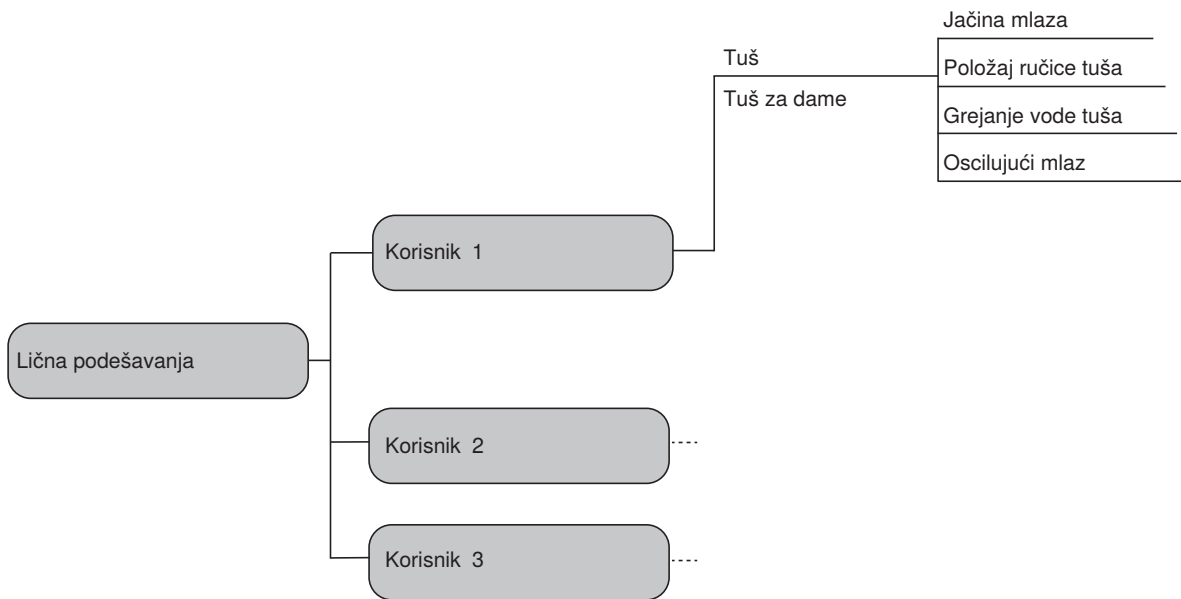 Jačina mlaza
Tuš
Položaj ručice tuša
Tuš za dame
Grejanje vode tuša
Oscilujući mlaz
Korisnik 1
Lična podešavanja
Korisnik 2
Korisnik 3